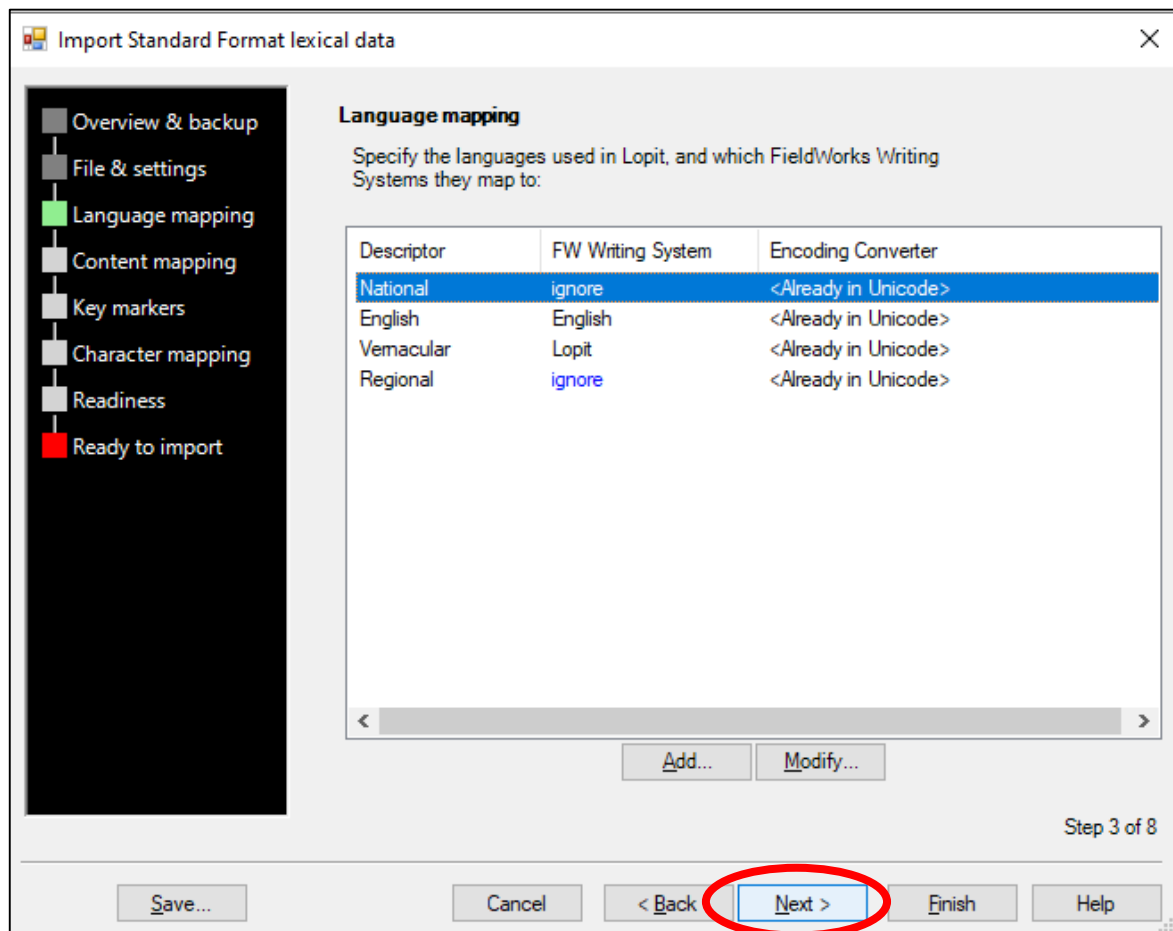 Import Standard Format lexical data
Overview & backup
File & settings
Language mapping
Content mapping
Key markers
Character mapping
Readiness
Ready to import
Language mapping
Specify the languages used in Lopit, and which FieldWorks Writing
Systems they map to:
Descriptor FW Writing System Encoding Converter
National ignore <Already in Unicode>
English English <Already in Unicode>
Vernacular Lopit <Already in Unicode>
Regional ignore <Already in Unicode>
Add... Modify...
Step 3 of 8
Save... Cancel < Back Next > Finish Help